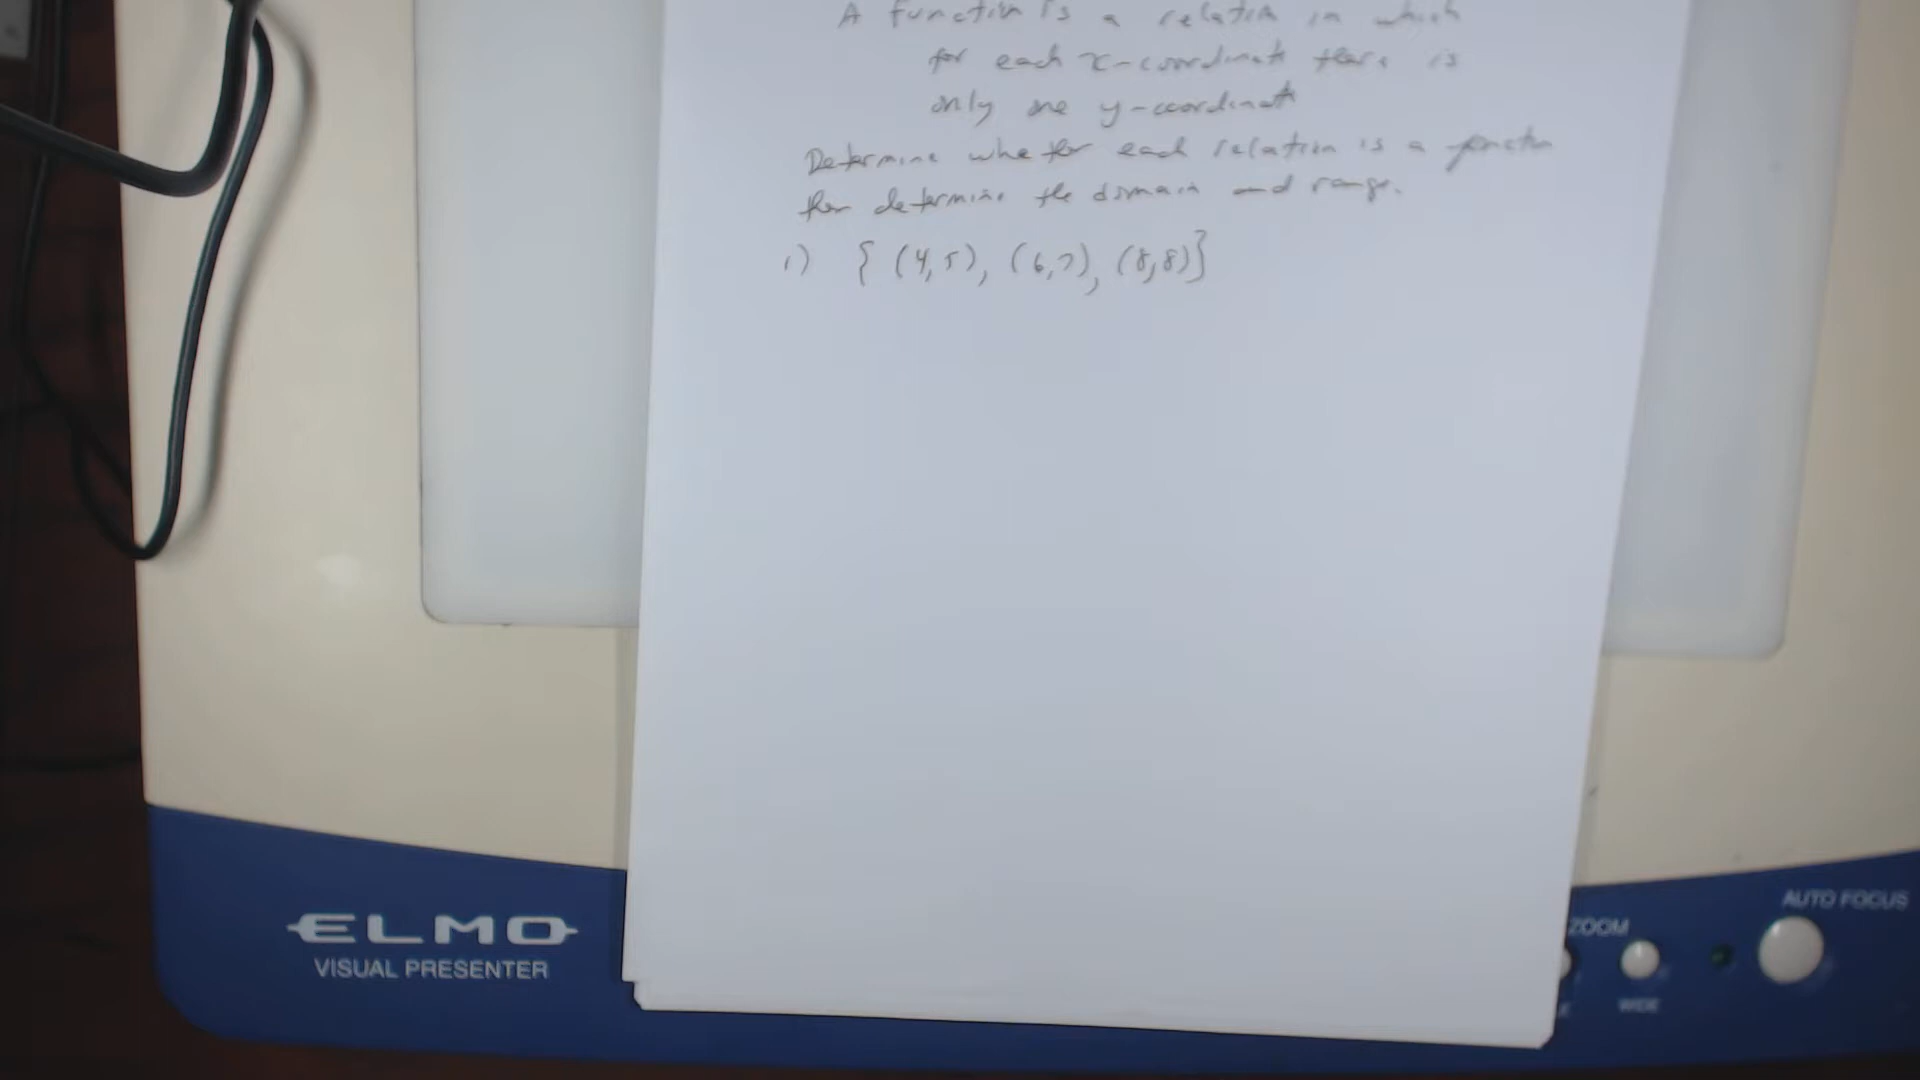 A function is a relation in which
for each x-coordinate there is
only one y-coordinate
Determine whether each relation is a function
then determine the domain and range.
1) { (4,5), (6,7), (8,8)}
ELMO
VISUAL PRESENTER
ZOOM
WIDE
AUTO FOCUS